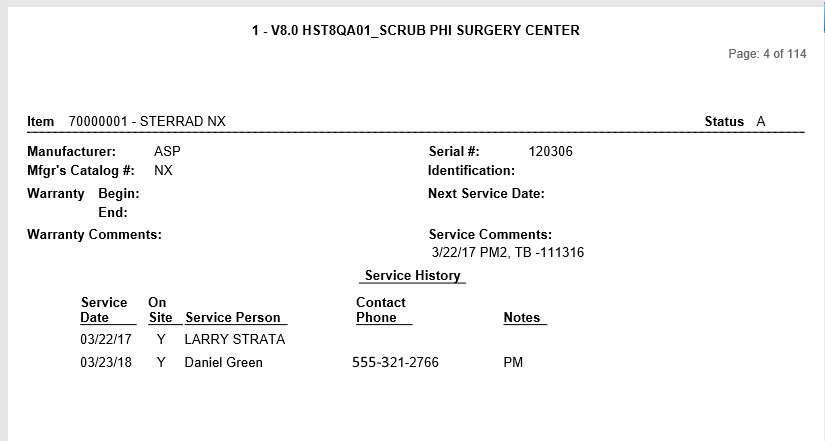 1 - V8.0 HST8QA01_SCRUB PHI SURGERY CENTER
Page: 4 of 114
Item 70000001 - STERRAD NX Status A
Manufacturer: ASP Serial #: 120306
Mfgr's Catalog #: NX Identification:
Warranty Begin: Next Service Date:
End:
Warranty Comments: Service Comments:
3/22/17 PM2, TB -111316
Service History
Service On Contact
Date Site Service Person Phone Notes
03/22/17 Y LARRY STRATA
03/23/18 Y Daniel Green 555-321-2766 PM